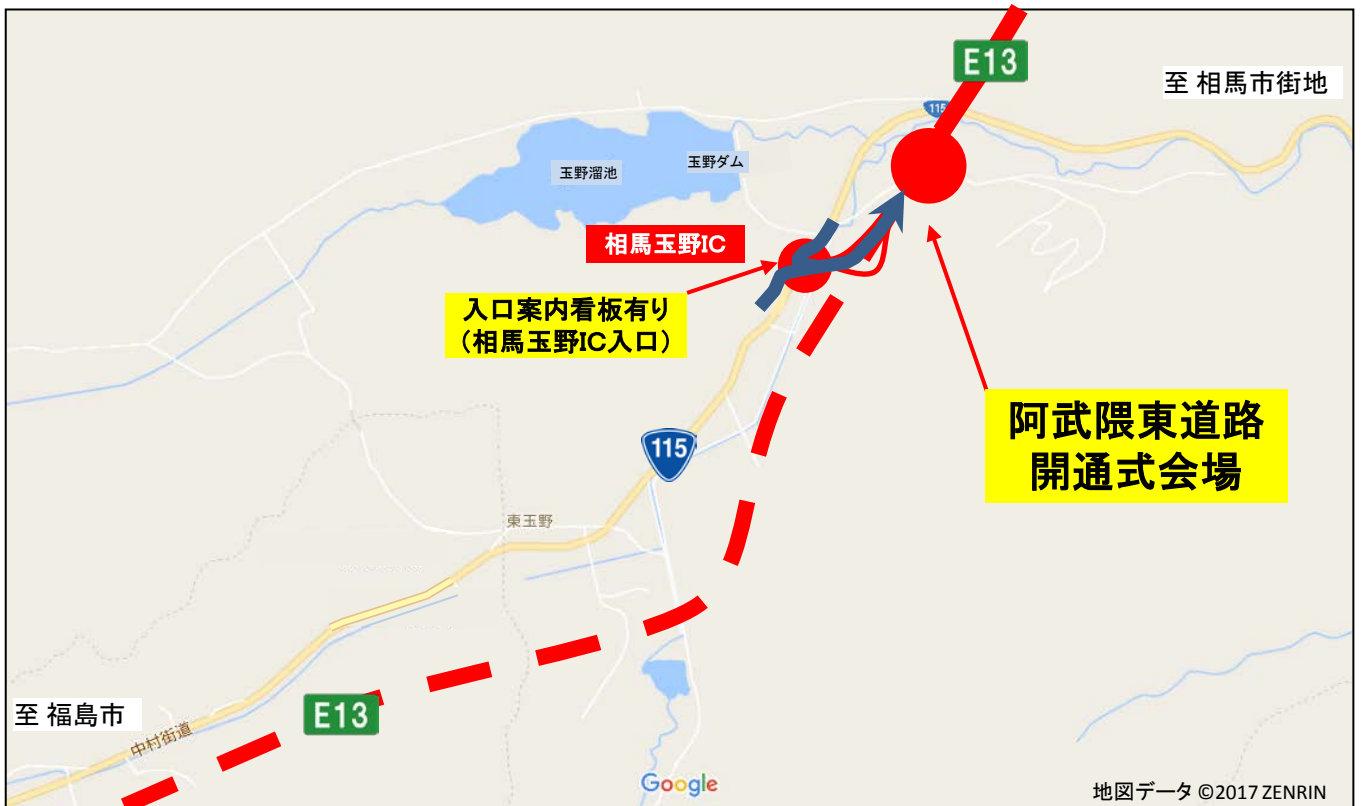 E13
至 相馬市街地
115
玉野ダム
玉野溜池
相馬玉野IC
入口案内看板有り
（相馬玉野IC入口）
阿武隈東道路
開通式会場
115
東玉野
至 福島市
E13
中村街道
Google
地図データ ©2017 ZENRIN